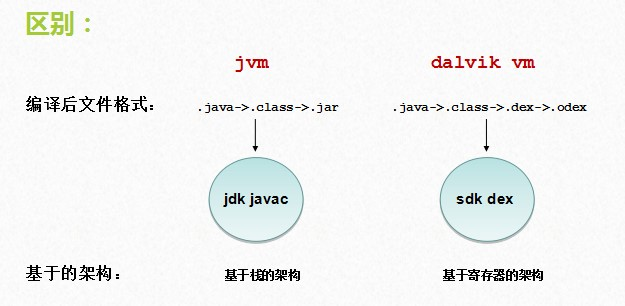 区别：
jvm dalvik vm
编译后文件格式： .java->.class->.jar .java->.class->.dex->.odex
jdk javac sdk dex
基于的架构： 基于栈的架构 基于寄存器的架构